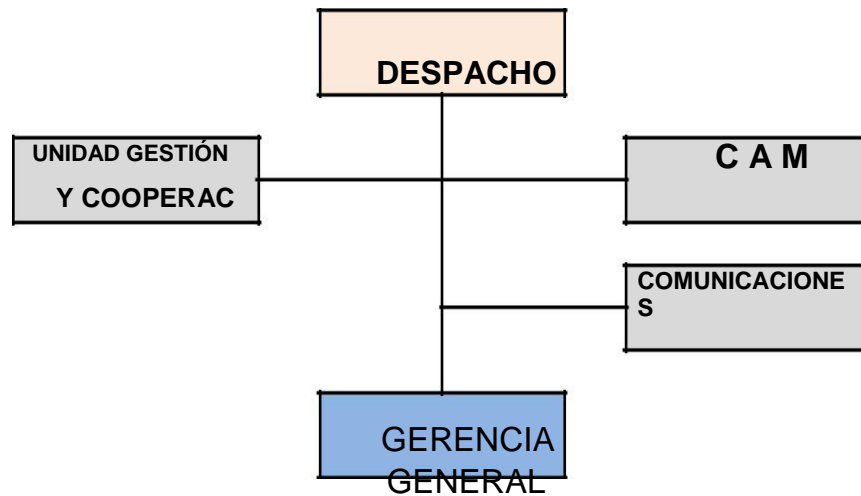 DESPACHO
UNIDAD GESTIÓN
Y COOPERAC
C A M
COMUNICACIONE
S
GERENCIA
GENERAL